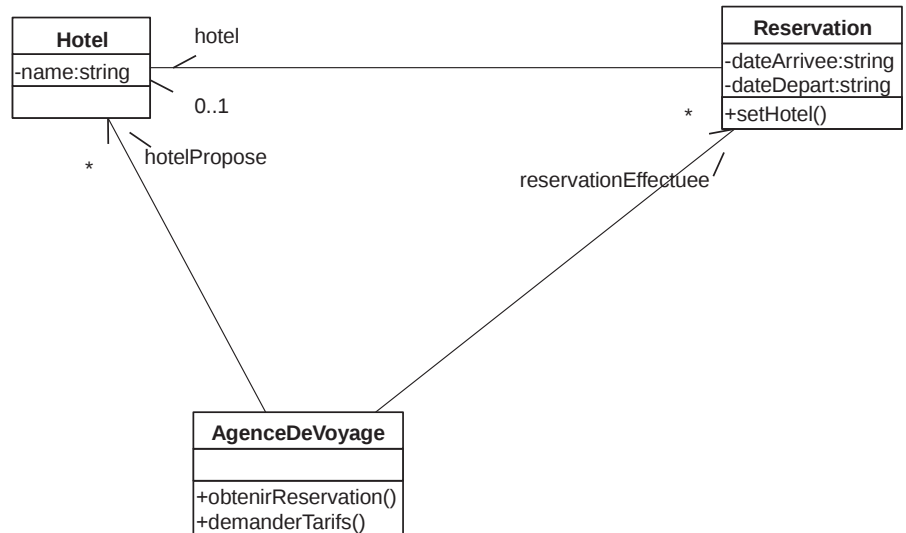 Hotel
-name:string
hotel
0..1
Reservation
-dateArrivee:string
-dateDepart:string
+setHotel()
*
reservationEffectuee
*
hotelPropose
AgenceDeVoyage
+obtenirReservation()
+demanderTarifs()